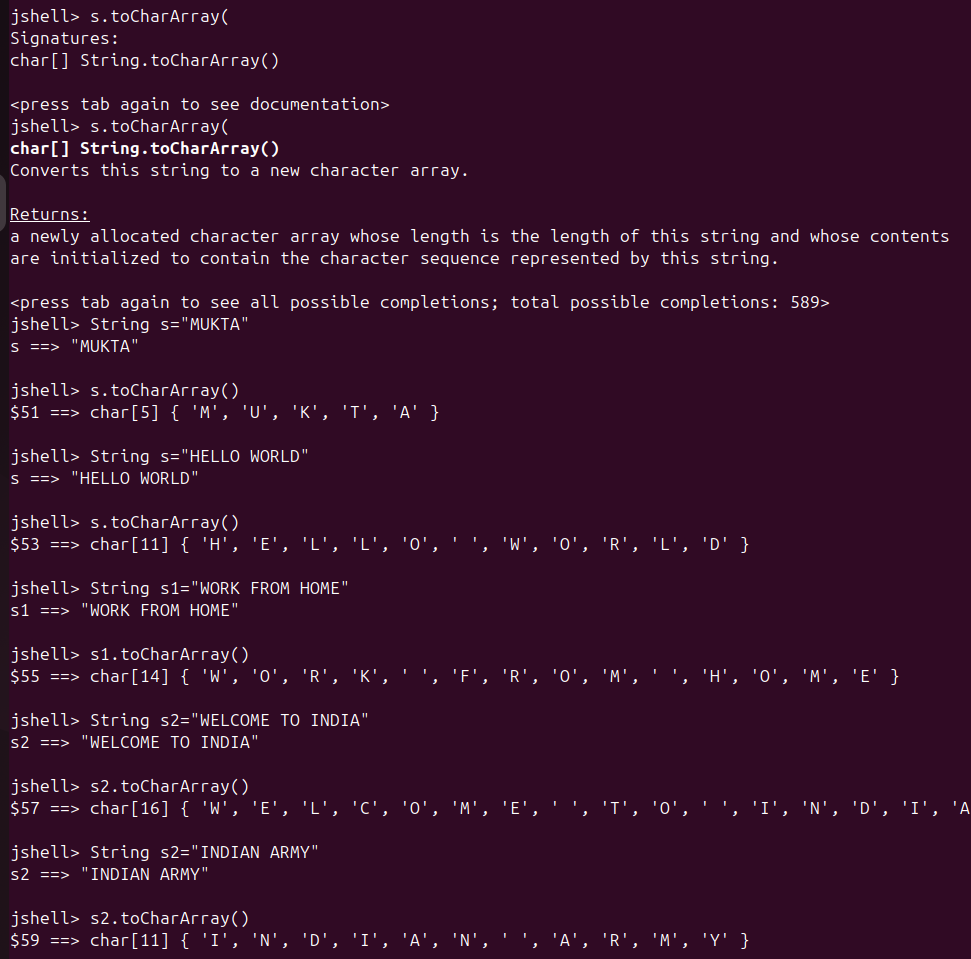 jshell> s.toCharArray(
Signatures:
char[] String.toCharArray()
<press tab again to see documentation>
jshell> s.toCharArray(
char[] String.toCharArray()
Converts this string to a new character array.
Returns:
a newly allocated character array whose length is the length of this string and whose contents
are initialized to contain the character sequence represented by this string.
<press tab again to see all possible completions; total possible completions: 589>
jshell> String s="MUKTA"
s ==> "MUKTA"
jshell> s.toCharArray()
$51 ==> char[5] { 'M', 'U', 'K', 'T', 'A' }
jshell> String s="HELLO WORLD"
s ==> "HELLO WORLD"
jshell> s.toCharArray()
$53 ==> char[11] { 'H', 'E', 'L', 'L', 'O', ' ', 'W', 'O', 'R', 'L', 'D' }
jshell> String s1="WORK FROM HOME"
s1 ==> "WORK FROM HOME"
jshell> s1.toCharArray()
$55 ==> char[14] { 'W', 'O', 'R', 'K', ' ', 'F', 'R', 'O', 'M', ' ', 'H', 'O', 'M', 'E' }
jshell> String s2="WELCOME TO INDIA"
s2 ==> "WELCOME TO INDIA"
jshell> s2.toCharArray()
$57 ==> char[16] { 'W', 'E', 'L', 'C', 'O', 'M', 'E', ' ', 'T', 'O', ' ', 'I', 'N', 'D', 'I', 'A
jshell> String s2="INDIAN ARMY"
s2 ==> "INDIAN ARMY"
jshell> s2.toCharArray()
$59 ==> char[11] { 'I', 'N', 'D', 'I', 'A', 'N', ' ', 'A', 'R', 'M', 'Y' }